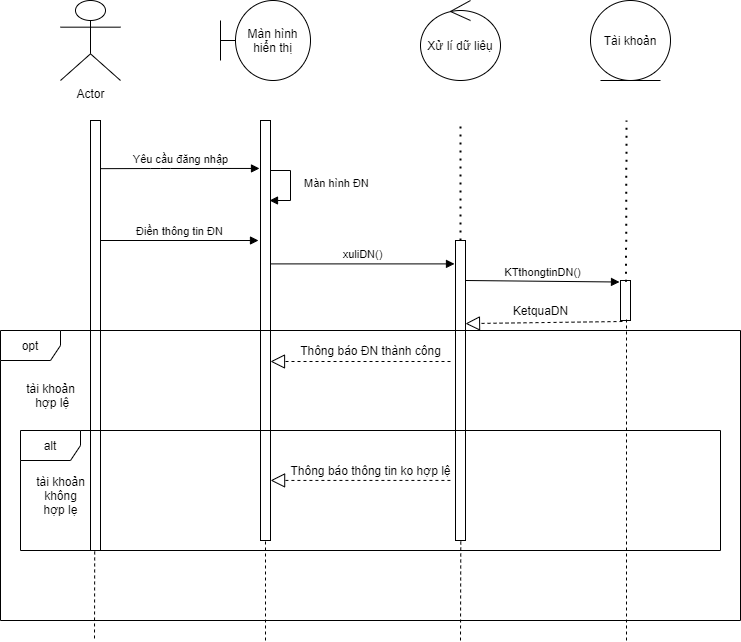 Màn hình
hiển thị
Xử lí dữ liêu
Tài khoản
Actor
Yêu cầu đăng nhập
Màn hình ĐN
Điền thông tin ĐN
xuliDN()
KTthongtinDN()
KetquaDN
opt
Thông báo ĐN thành công
tài khoản
hợp lệ
alt
Thông báo thông tin ko hợp lệ
tài khoản
không
hợp lẹ